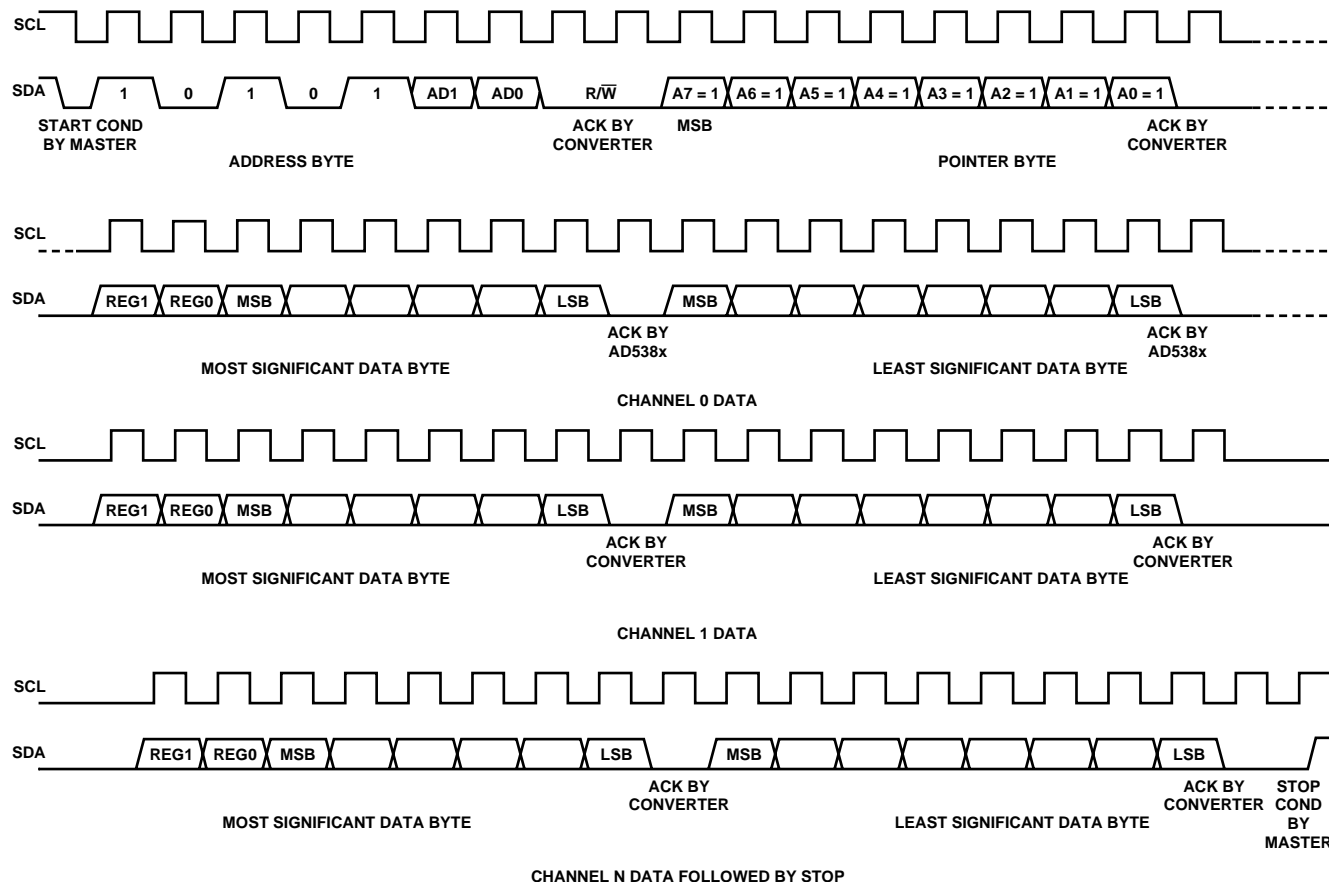 SCL
SDA 1 0 1 0 1 AD1 AD0 R/W̅ A7 = 1 A6 = 1 A5 = 1 A4 = 1 A3 = 1 A2 = 1 A1 = 1 A0 = 1
START COND BY MASTER
ACK BY CONVERTER
MSB
ACK BY CONVERTER
ADDRESS BYTE
POINTER BYTE
SCL
SDA REG1 REG0 MSB LSB MSB LSB
ACK BY AD538x
ACK BY AD538x
MOST SIGNIFICANT DATA BYTE
LEAST SIGNIFICANT DATA BYTE
CHANNEL 0 DATA
SCL
SDA REG1 REG0 MSB LSB MSB LSB
ACK BY CONVERTER
ACK BY CONVERTER
MOST SIGNIFICANT DATA BYTE
LEAST SIGNIFICANT DATA BYTE
CHANNEL 1 DATA
SCL
SDA REG1 REG0 MSB LSB MSB LSB
ACK BY CONVERTER
ACK BY CONVERTER
STOP COND BY MASTER
MOST SIGNIFICANT DATA BYTE
LEAST SIGNIFICANT DATA BYTE
CHANNEL N DATA FOLLOWED BY STOP